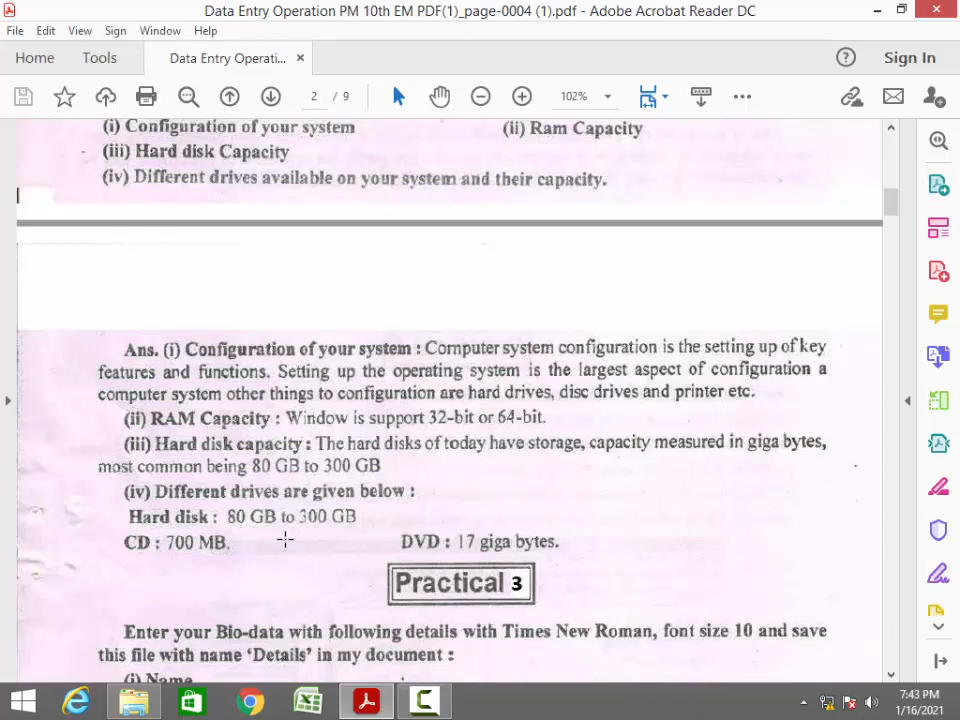 Data Entry Operation PM 10th EM PDF(1)_page-0004 (1).pdf - Adobe Acrobat Reader DC
File Edit View Sign Window Help
Home Tools Data Entry Operati... × Sign In
2 / 9 102%
(i) Configuration of your system (ii) Ram Capacity
(iii) Hard disk Capacity
(iv) Different drives available on your system and their capacity.
Ans. (i) Configuration of your system : Computer system configuration is the setting up of key
features and functions. Setting up the operating system is the largest aspect of configuration a
computer system other things to configuration are hard drives, disc drives and printer etc.
(ii) RAM Capacity : Window is support 32-bit or 64-bit.
(iii) Hard disk capacity : The hard disks of today have storage, capacity measured in giga bytes,
most common being 80 GB to 300 GB
(iv) Different drives are given below :
Hard disk : 80 GB to 300 GB
CD : 700 MB. DVD : 17 giga bytes.
Practical 3
Enter your Bio-data with following details with Times New Roman, font size 10 and save
this file with name ‘Details’ in my document :
(i) Name
7:43 PM
1/16/2021